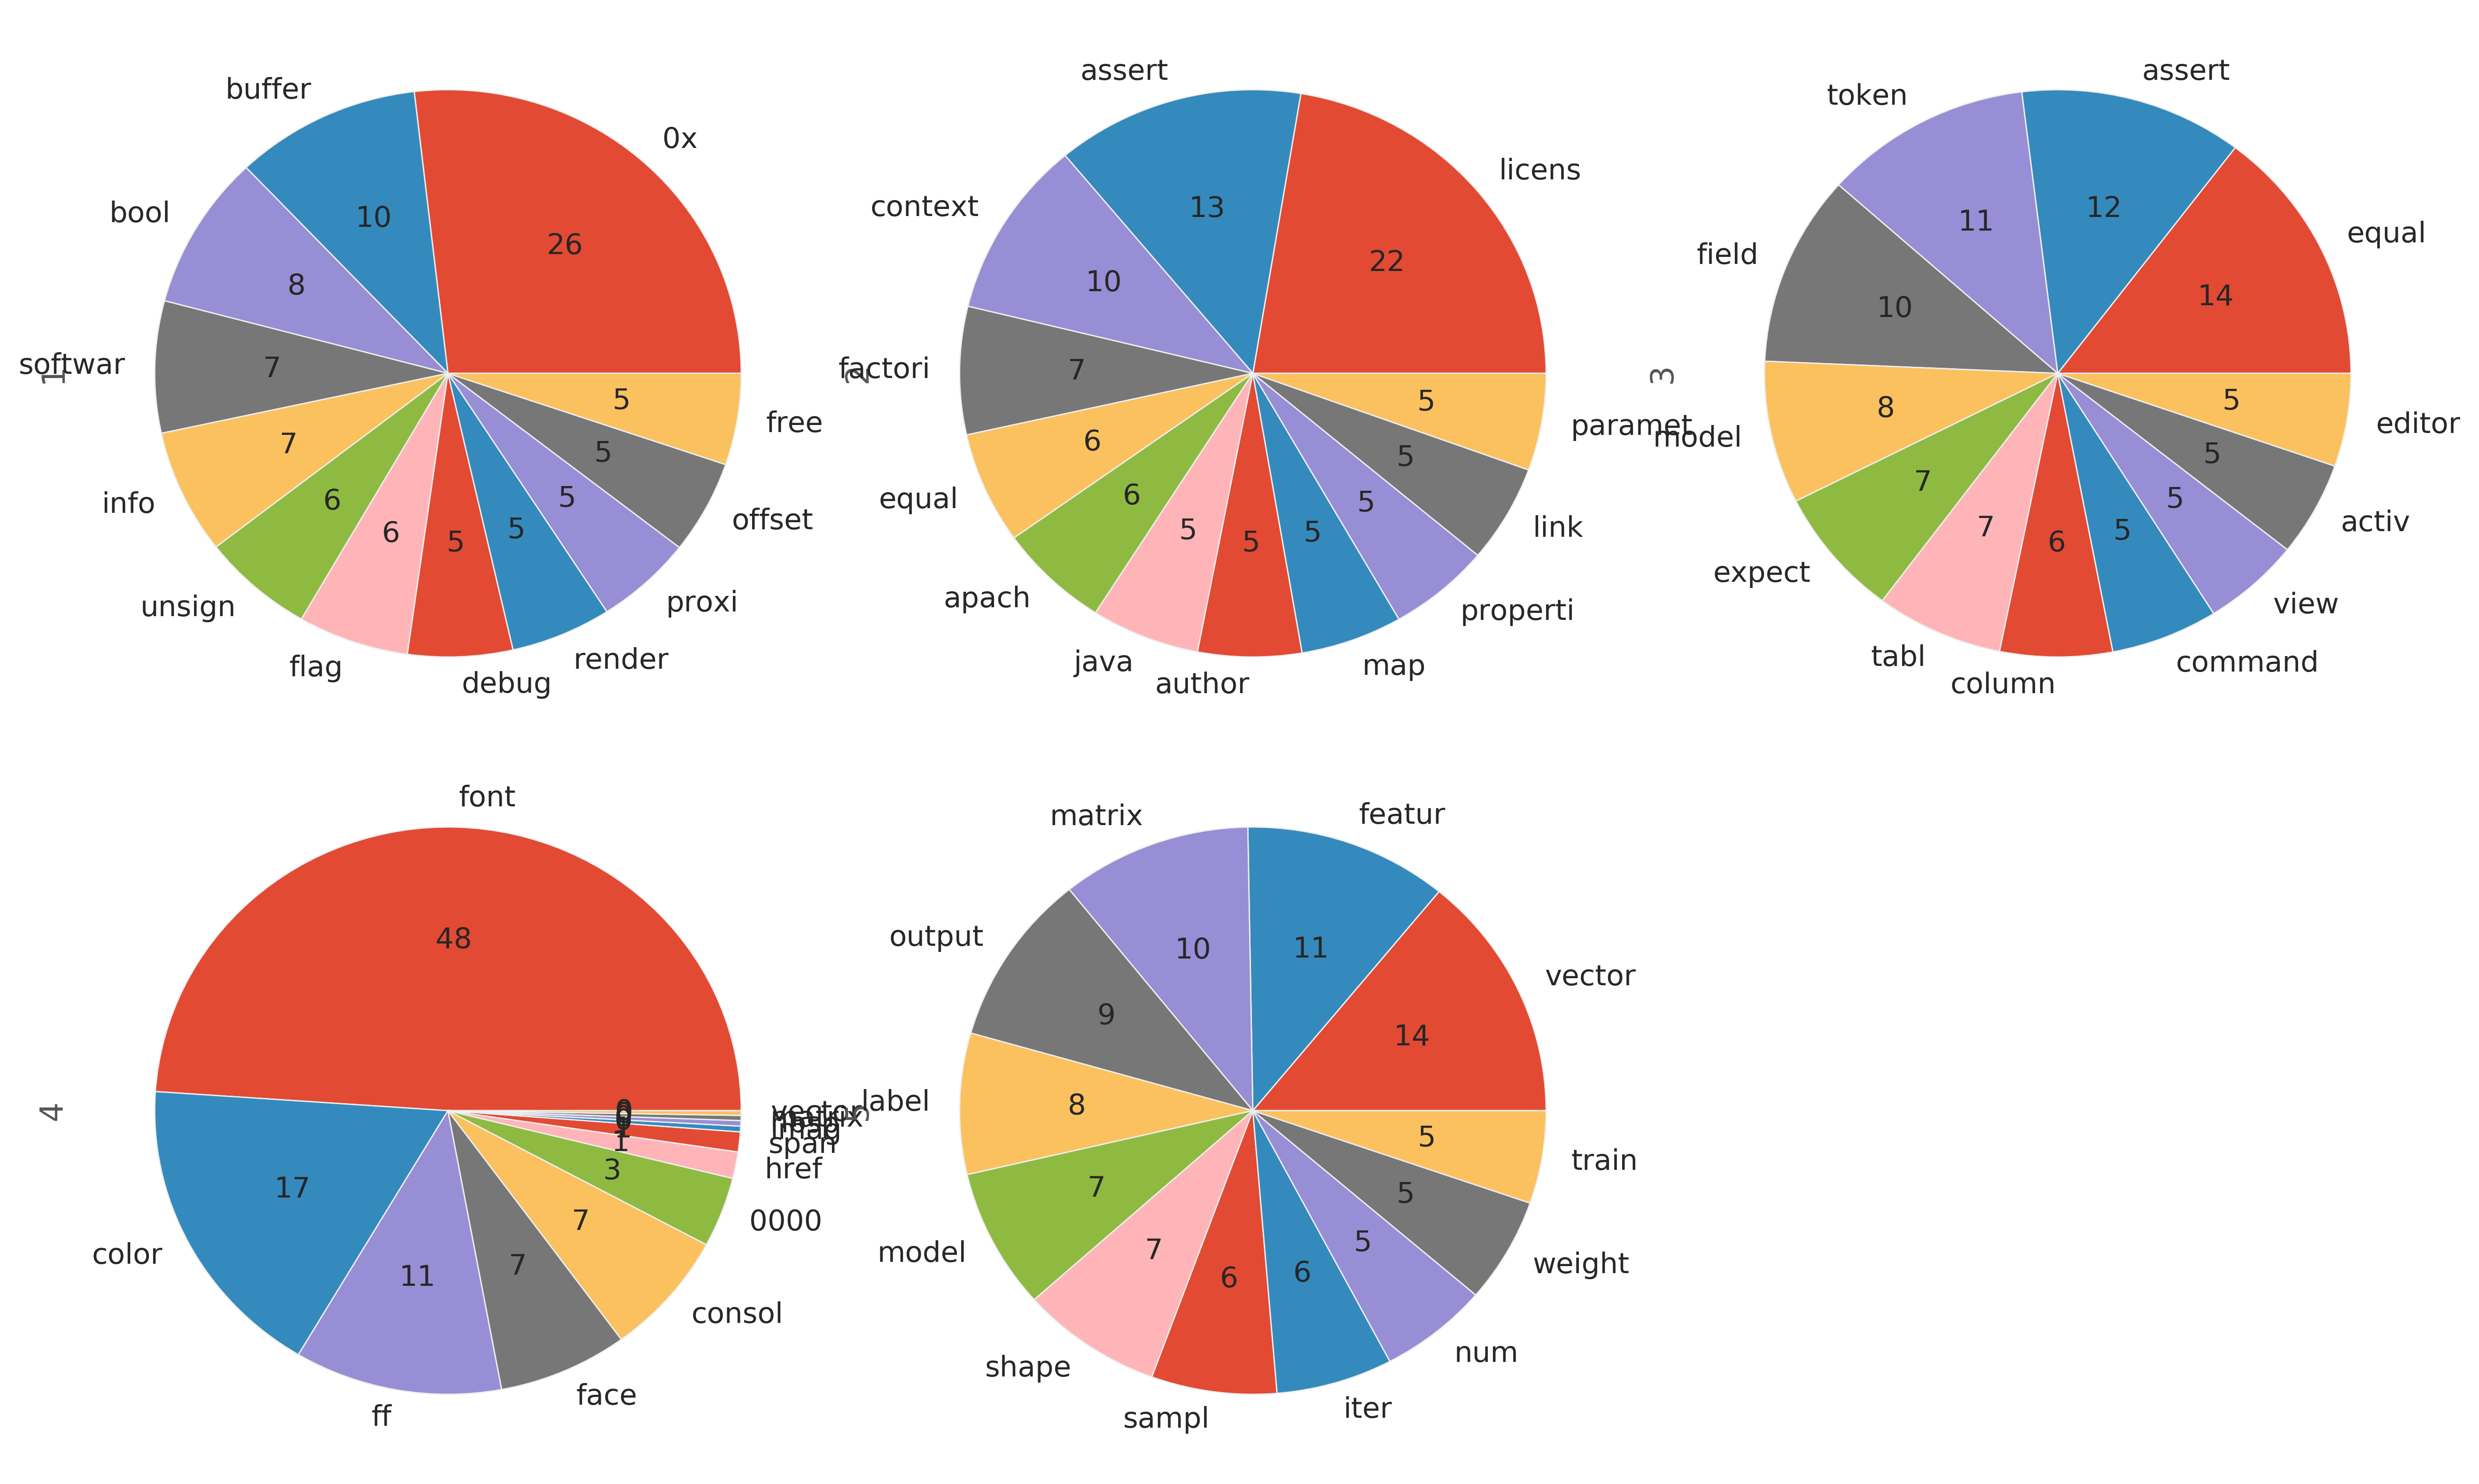 buffer
0x
10
26
bool
8
softwar
7
1
info
7
unsign
6
flag
6
debug
5
render
5
proxi
5
offset
5
free
5
assert
licens
13
22
context
10
factori
7
2
equal
6
apach
6
java
5
author
5
map
5
properti
5
link
5
paramet
5
token
assert
11
12
field
equal
10
14
3
model
8
expect
7
tabl
7
column
6
command
5
view
5
activ
5
editor
5
font
48
4
color
17
ff
11
face
7
consol
7
0000
3
href
1
span
1
vector
matrix
0
matrix
featur
10
11
output
vector
9
14
label
8
5
model
7
shape
7
sampl
6
iter
6
num
5
weight
5
train
5